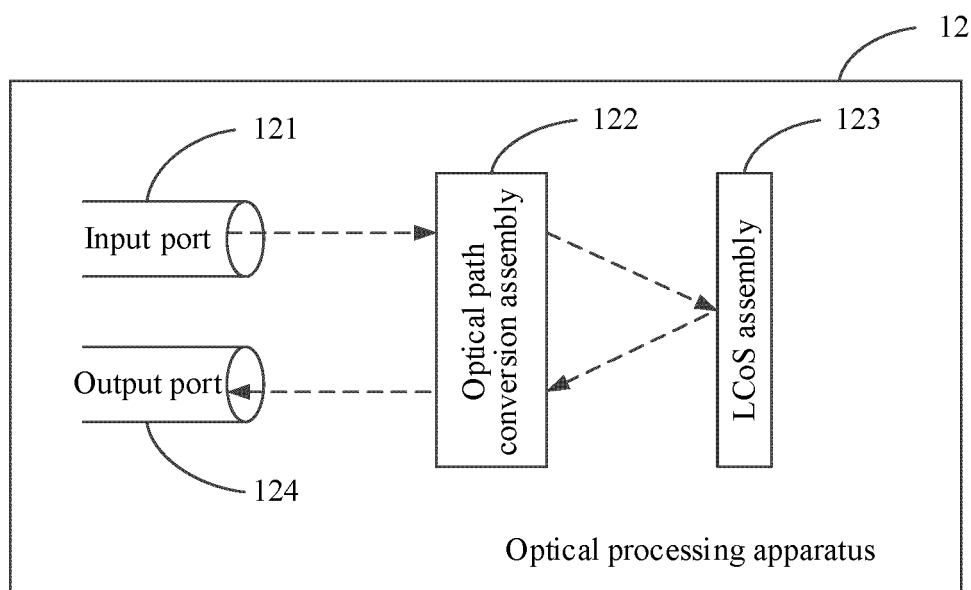 12
121
122
123
Input port
Optical path
conversion assembly
LCoS assembly
Output port
124
Optical processing apparatus